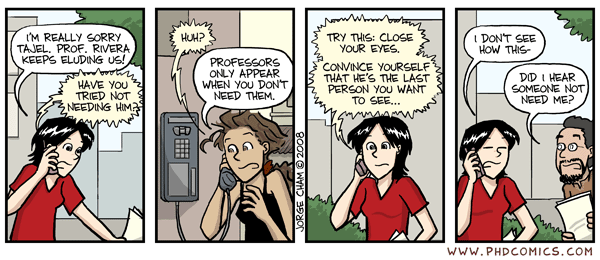 I'M REALLY SORRY
TAJEL. PROF. RIVERA
KEEPS ELUDING US!
HAVE YOU
TRIED NOT
NEEDING HIM?
HUH?
PROFESSORS
ONLY APPEAR
WHEN YOU DON'T
NEED THEM.
JORGE CHAM © 2008
TRY THIS: CLOSE
YOUR EYES.
CONVINCE YOURSELF
THAT HE'S THE LAST
PERSON YOU WANT
TO SEE...
I DON'T SEE
HOW THIS-
DID I HEAR
SOMEONE NOT
NEED ME?
WWW.PHDCOMICS.COM